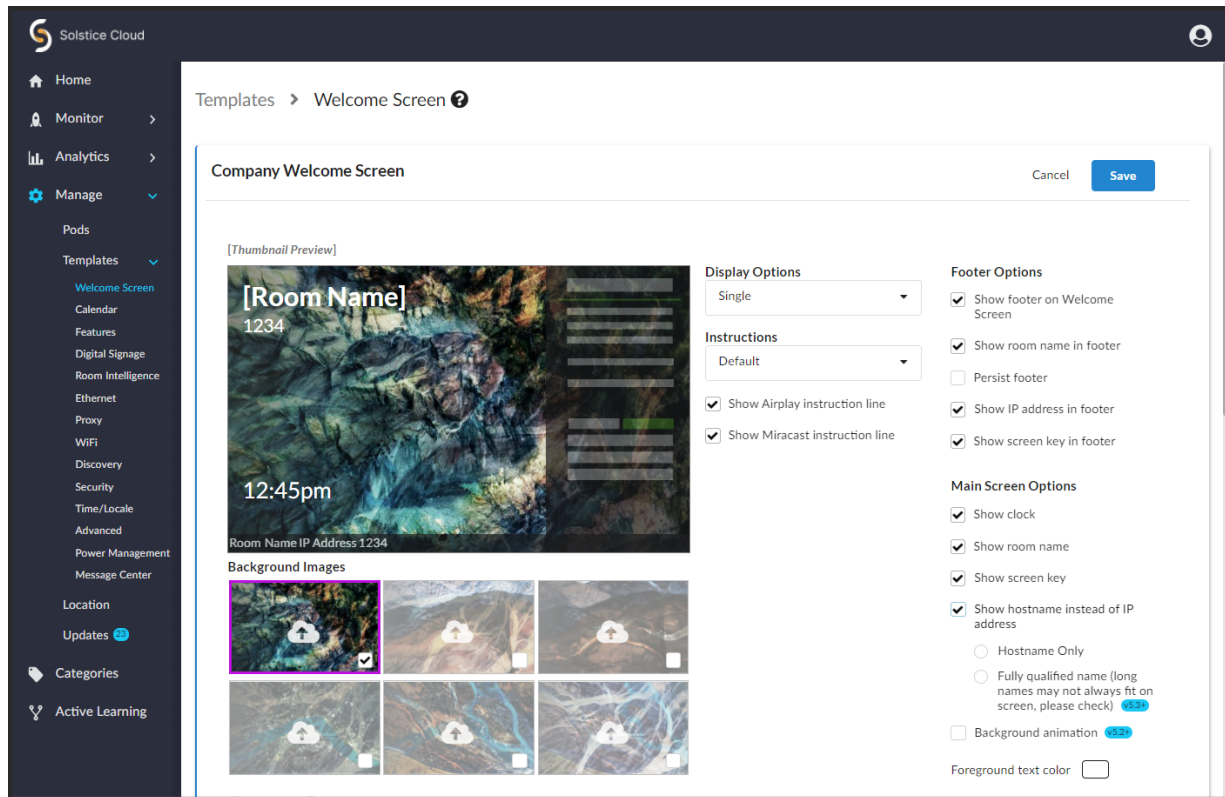 Solstice Cloud
Home
Monitor
Analytics
Manage
Pods
Templates
Welcome Screen
Calendar
Features
Digital Signage
Room Intelligence
Ethernet
Proxy
WiFi
Discovery
Security
Time/Locale
Advanced
Power Management
Message Center
Location
Updates 23
Categories
Active Learning
Templates > Welcome Screen ?
Company Welcome Screen
Cancel
Save
[Thumbnail Preview]
[Room Name]
1234
12:45pm
Room Name IP Address 1234
Background Images
Display Options
Single
Instructions
Default
Show Airplay instruction line
Show Miracast instruction line
Footer Options
Show footer on Welcome
Screen
Show room name in footer
Persist footer
Show IP address in footer
Show screen key in footer
Main Screen Options
Show clock
Show room name
Show screen key
Show hostname instead of IP
address
Hostname Only
Fully qualified name (long
names may not always fit on
screen, please check) v5.3+
Background animation v5.2+
Foreground text color